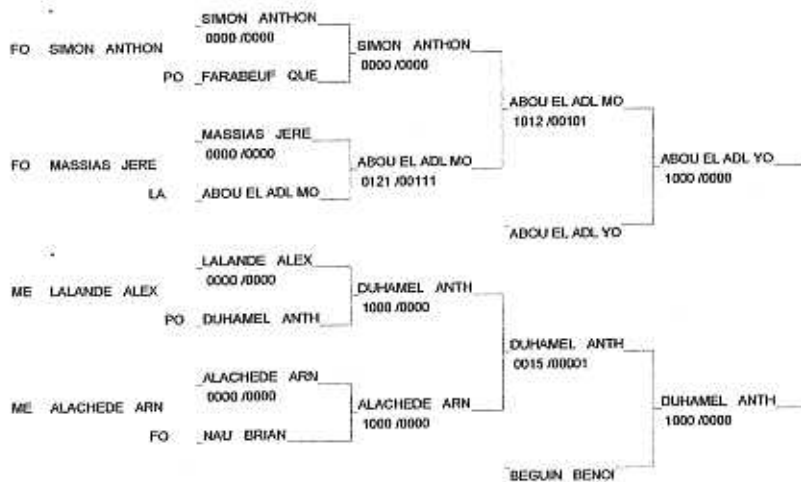 SIMON ANTHON
0000 /0000
FO SIMON ANTHON
SIMON ANTHON
0000 /0000
PO FARABEUF QUE
ABOU EL ADL MO
1012 /00101
MASSIAS JERE
0000 /0000
FO MASSIAS JERE
ABOU EL ADL MO
0121 /00111
ABOU EL ADL YO
1000 /0000
LA ABOU EL ADL MO
ABOU EL ADL YO
LALANDE ALEX
0000 /0000
ME LALANDE ALEX
DUHAMEL ANTH
1000 /0000
PO DUHAMEL ANTH
DUHAMEL ANTH
0015 /00001
ALACHEDE ARN
0000 /0000
ME ALACHEDE ARN
ALACHEDE ARN
1000 /0000
DUHAMEL ANTH
1000 /0000
FO NAU BRIAN
BEGUIN BENOI